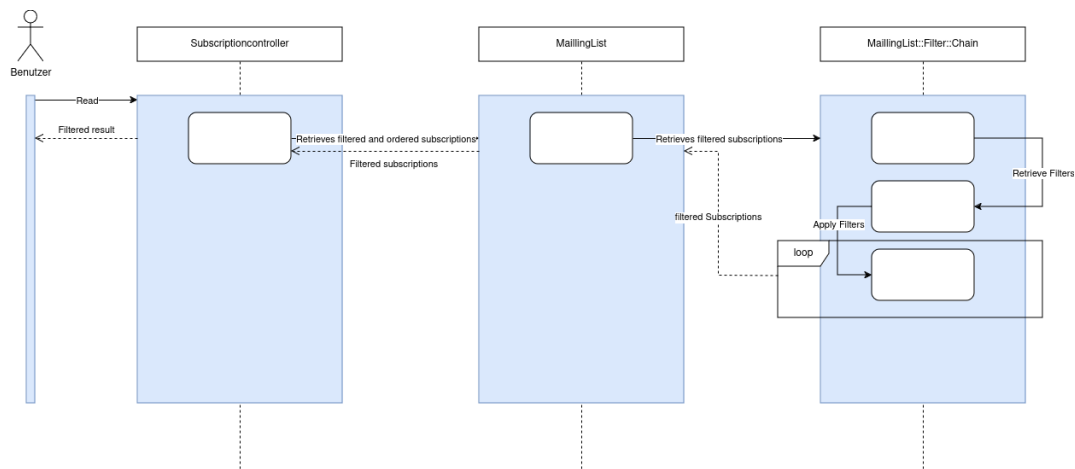 Benutzer
Subscriptioncontroller
MaillingList
MaillingList::Filter::Chain
Read
Filtered result
Retrieves filtered and ordered subscriptions
Filtered subscriptions
Retrieves filtered subscriptions
Retrieve Filters
filtered Subscriptions
Apply Filters
loop